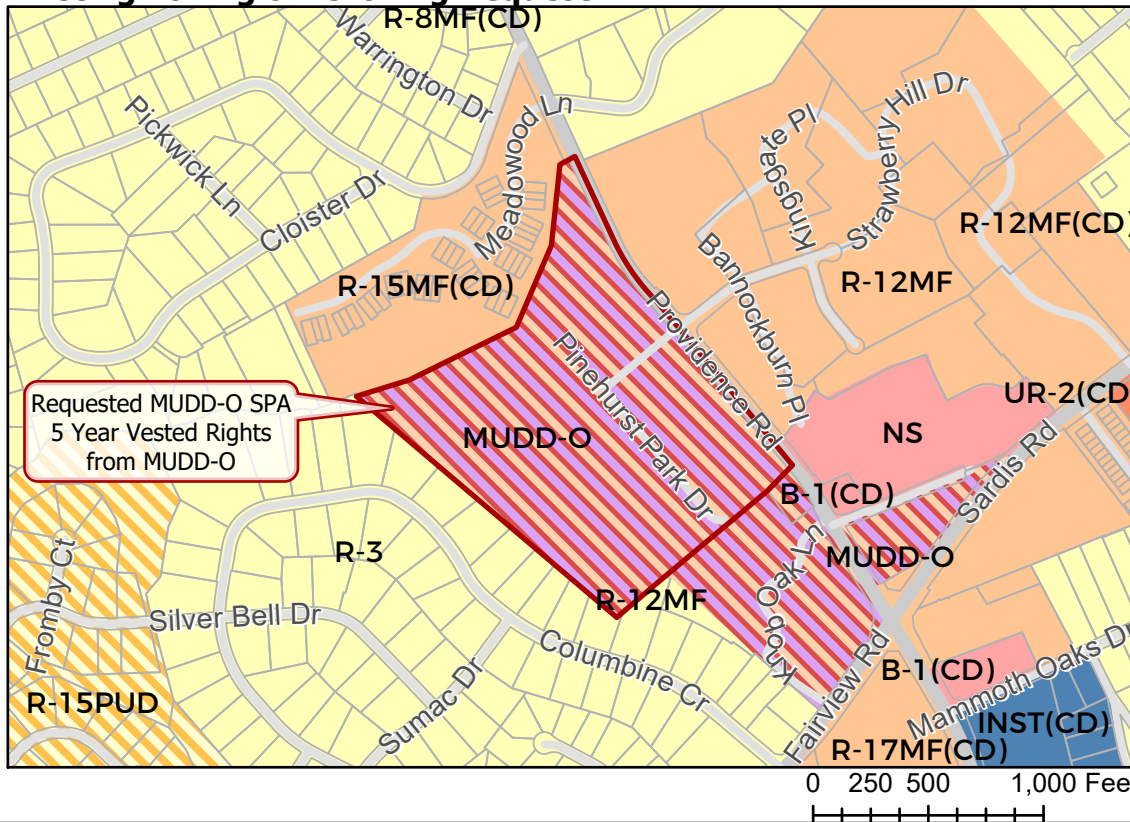 R-8MF(CD)
Warrington Dr
Pickwick Ln
Cloister Dr
Meadowood Ln
Kingsgate Pl
Strawberry Hill Dr
R-12MF(CD)
R-12MF
Bannockburn Pl
R-15MF(CD)
Providence Rd
Pinehurst Park Dr
Requested MUDD-O SPA
5 Year Vested Rights
from MUDD-O
MUDD-O
UR-2(CD
NS
Sardis Rd
B-1(CD)
MUDD-O
R-3
Knob Oak Ln
R-12MF
Fromby Ct
Silver Bell Dr
Columbine Cr
Sumac Dr
R-15PUD
Fairview Rd
B-1(CD)
Mammoth Oaks Dr
INST(CD)
R-17MF(CD)
0 250 500 1,000 Fee